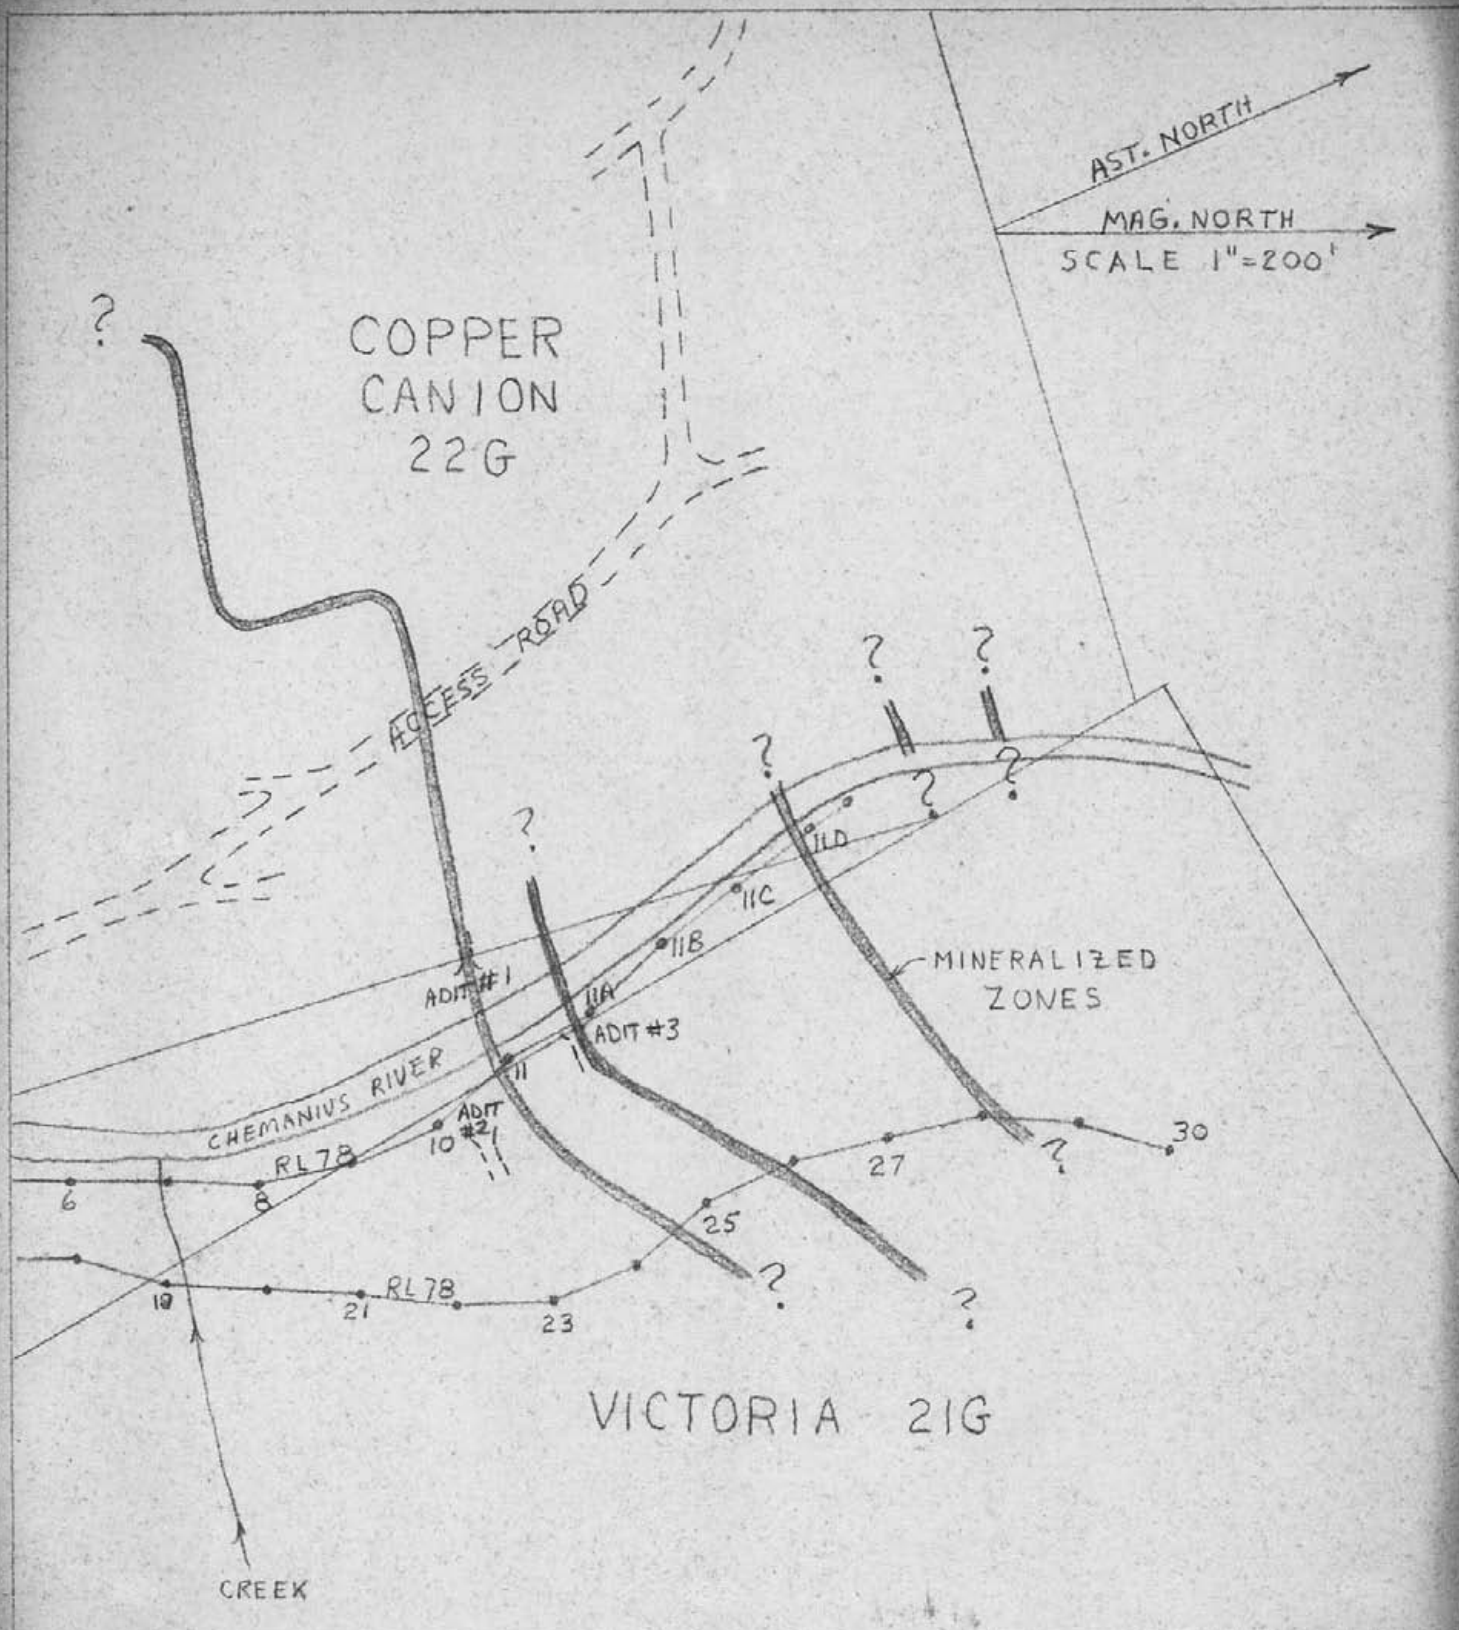 AST. NORTH
MAG. NORTH
SCALE 1"=200'
?
COPPER
CANION
22G
ACCESS ROAD
?
?
?
?
?
?
11D
11C
11B
MINERALIZED
ZONES
ADIT #1
11A
ADIT #3
CHEMANIUS RIVER
11
ADIT
#2
10
RL78
6
8
27
30
?
25
19
21
RL78
23
?
?
VICTORIA 21G
CREEK